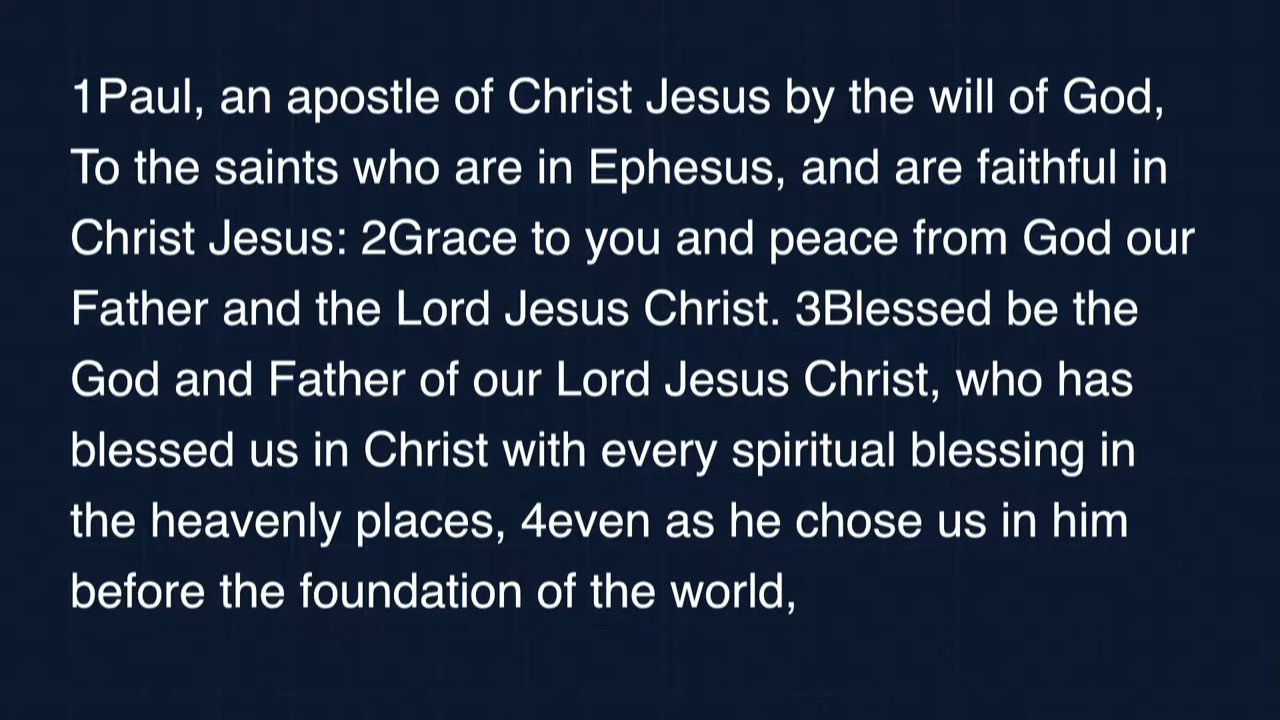 1Paul, an apostle of Christ Jesus by the will of God,
To the saints who are in Ephesus, and are faithful in
Christ Jesus: 2Grace to you and peace from God our
Father and the Lord Jesus Christ. 3Blessed be the
God and Father of our Lord Jesus Christ, who has
blessed us in Christ with every spiritual blessing in
the heavenly places, 4even as he chose us in him
before the foundation of the world,